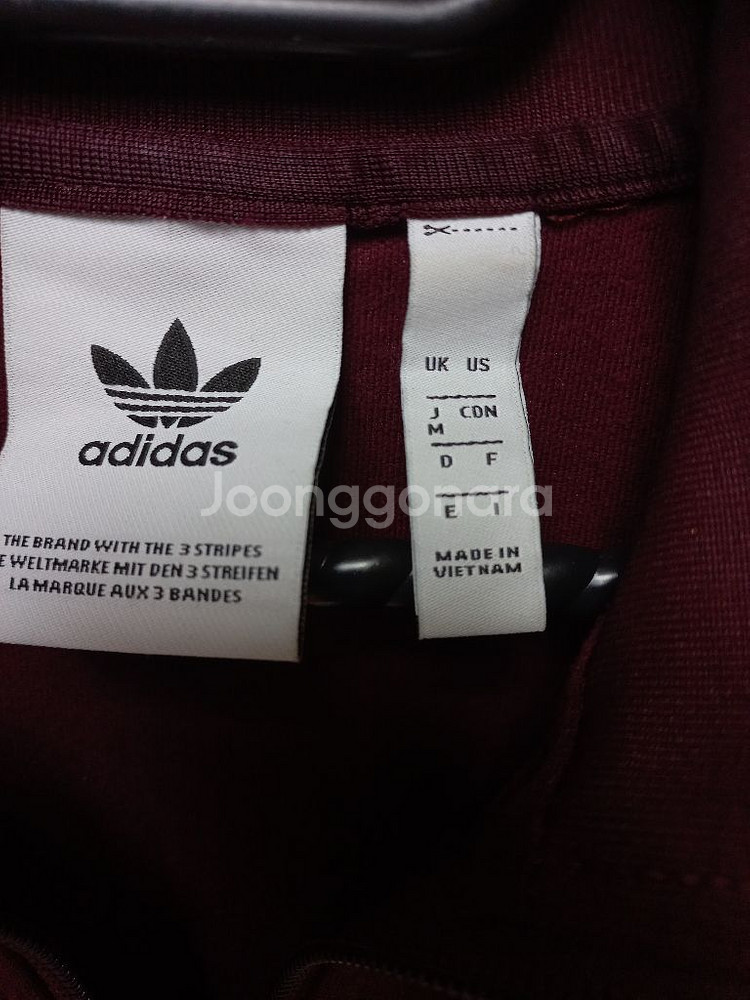 adidas
THE BRAND WITH THE 3 STRIPES
E WELTMARKE MIT DEN 3 STREIFEN
LA MARQUE AUX 3 BANDES
UK US
J CDN
M
D F
E I
MADE IN
VIETNAM
Joonggonara